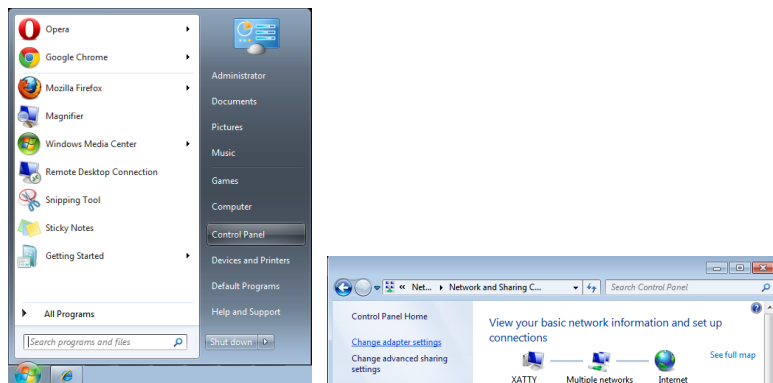 Opera
Google Chrome
Mozilla Firefox
Magnifier
Windows Media Center
Remote Desktop Connection
Snipping Tool
Sticky Notes
Getting Started
All Programs
Search programs and files
Administrator
Documents
Pictures
Music
Games
Computer
Control Panel
Devices and Printers
Default Programs
Help and Support
Shut down
« Net... Network and Sharing C...
Search Control Panel
Control Panel Home
Change adapter settings
Change advanced sharing
settings
View your basic network information and set up
connections
See full map
XATTY Multiple networks Internet